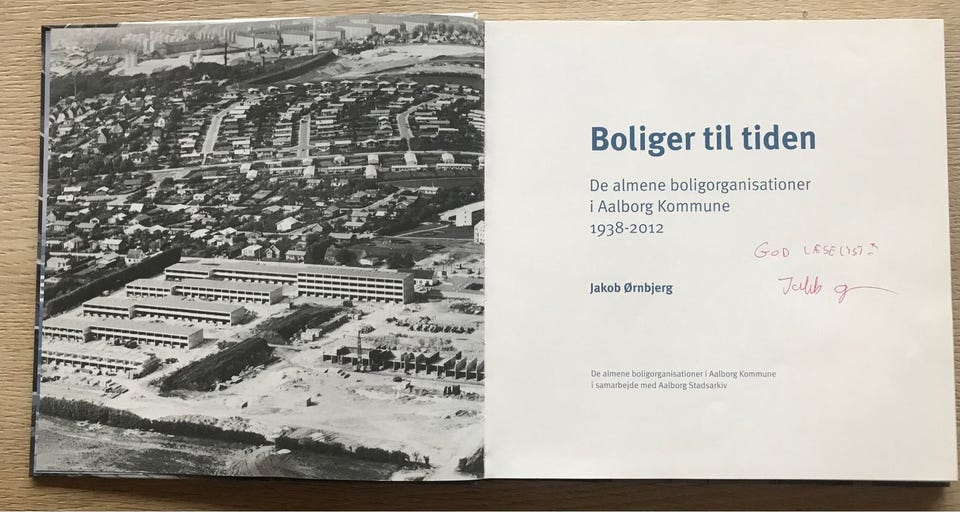 Boliger til tiden
De almene boligorganisationer
i Aalborg Kommune
1938-2012
GOD LÆSELYST!
Jakob Ørnbjerg
De almene boligorganisationer i Aalborg Kommune
i samarbejde med Aalborg Stadsarkiv